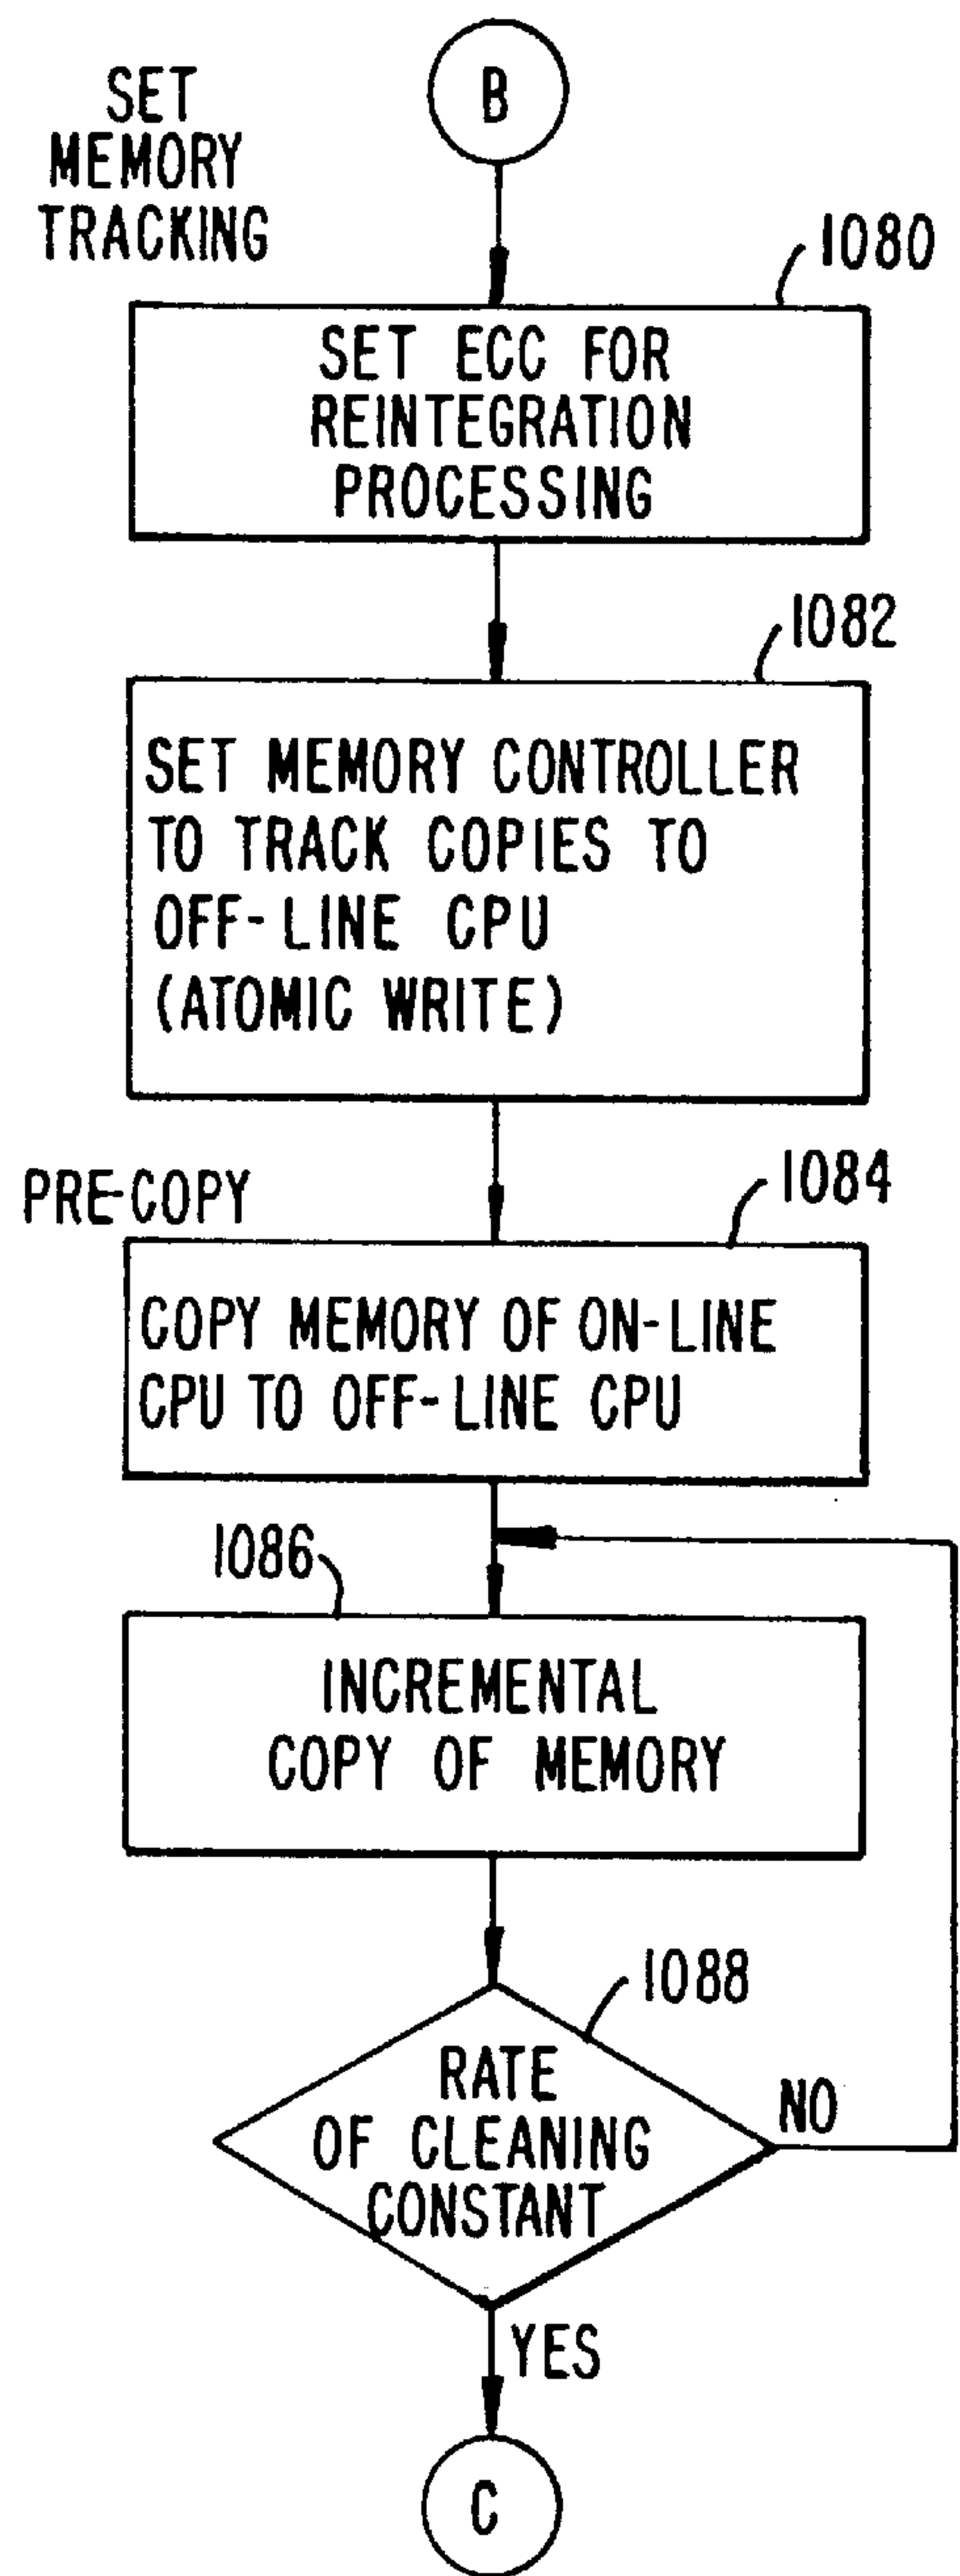 B
SET
MEMORY
TRACKING
1080
SET ECC FOR
REINTEGRATION
PROCESSING
1082
SET MEMORY CONTROLLER
TO TRACK COPIES TO
OFF-LINE CPU
(ATOMIC WRITE)
PRE-COPY
1084
COPY MEMORY OF ON-LINE
CPU TO OFF-LINE CPU
1086
INCREMENTAL
COPY OF MEMORY
1088
RATE
OF CLEANING
CONSTANT
NO
YES
C